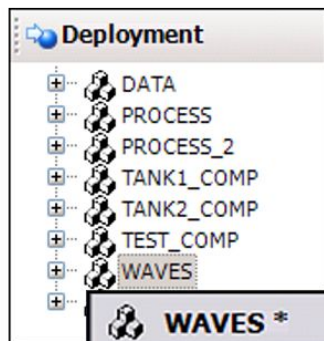 Deployment
DATA
PROCESS
PROCESS_2
TANK1_COMP
TANK2_COMP
TEST_COMP
WAVES
WAVES *